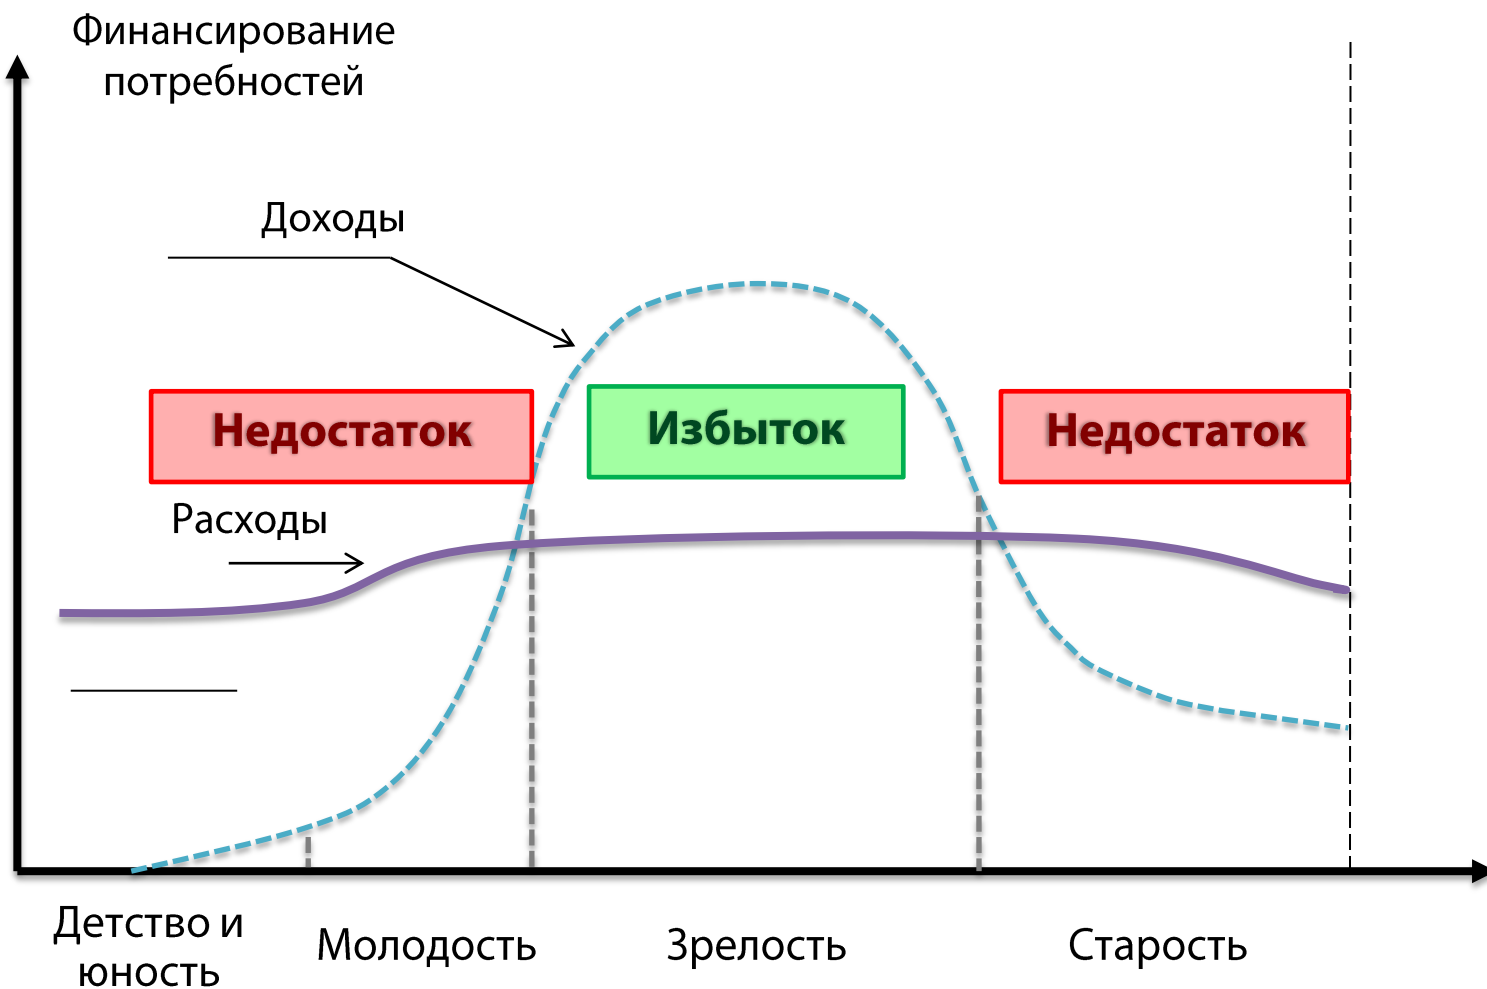 Финансирование
потребностей
Доходы
Недостаток
Избыток
Недостаток
Расходы
Детство и
юность
Молодость
Зрелость
Старость